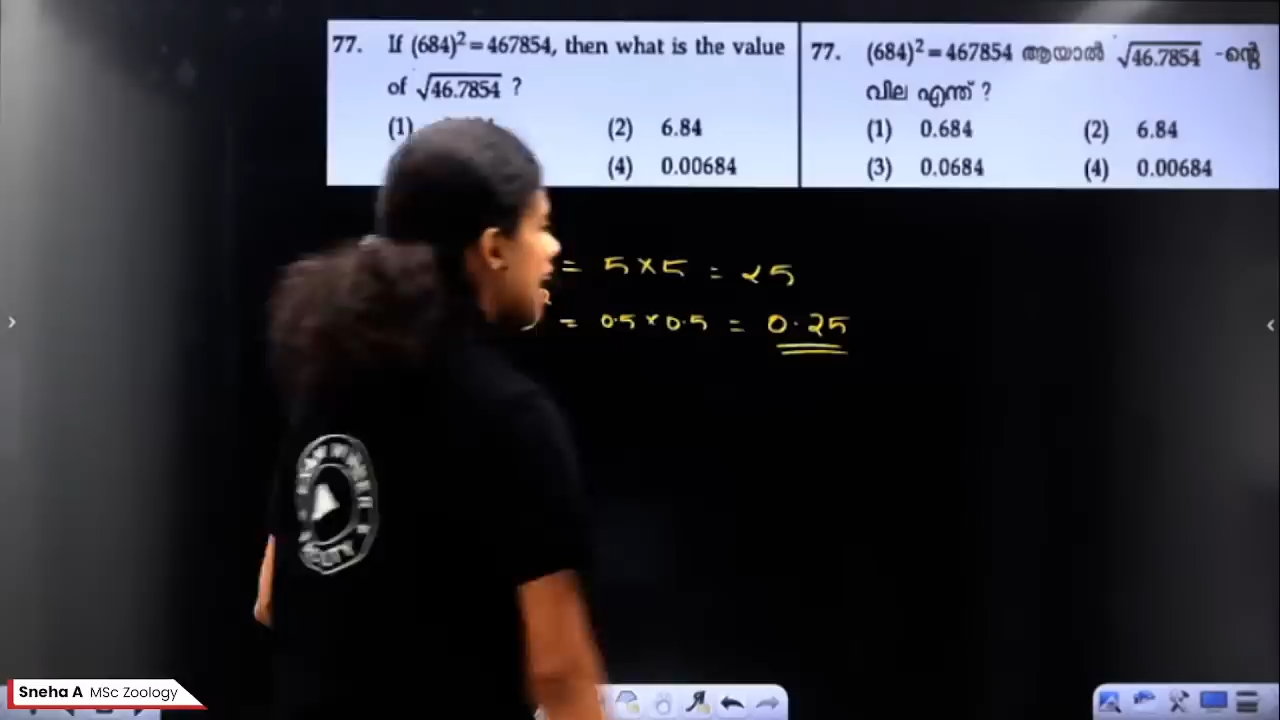 77. If (684)² = 467854, then what is the value
of √46.7854 ?
(1)
(2) 6.84
(4) 0.00684
77. (684)² = 467854 ആയാൽ √46.7854 -ന്റെ
വില എന്ത് ?
(1) 0.684 (2) 6.84
(3) 0.0684 (4) 0.00684
= 5 × 5 = 25
= 0.5 × 0.5 = 0.25
Sneha A MSc Zoology